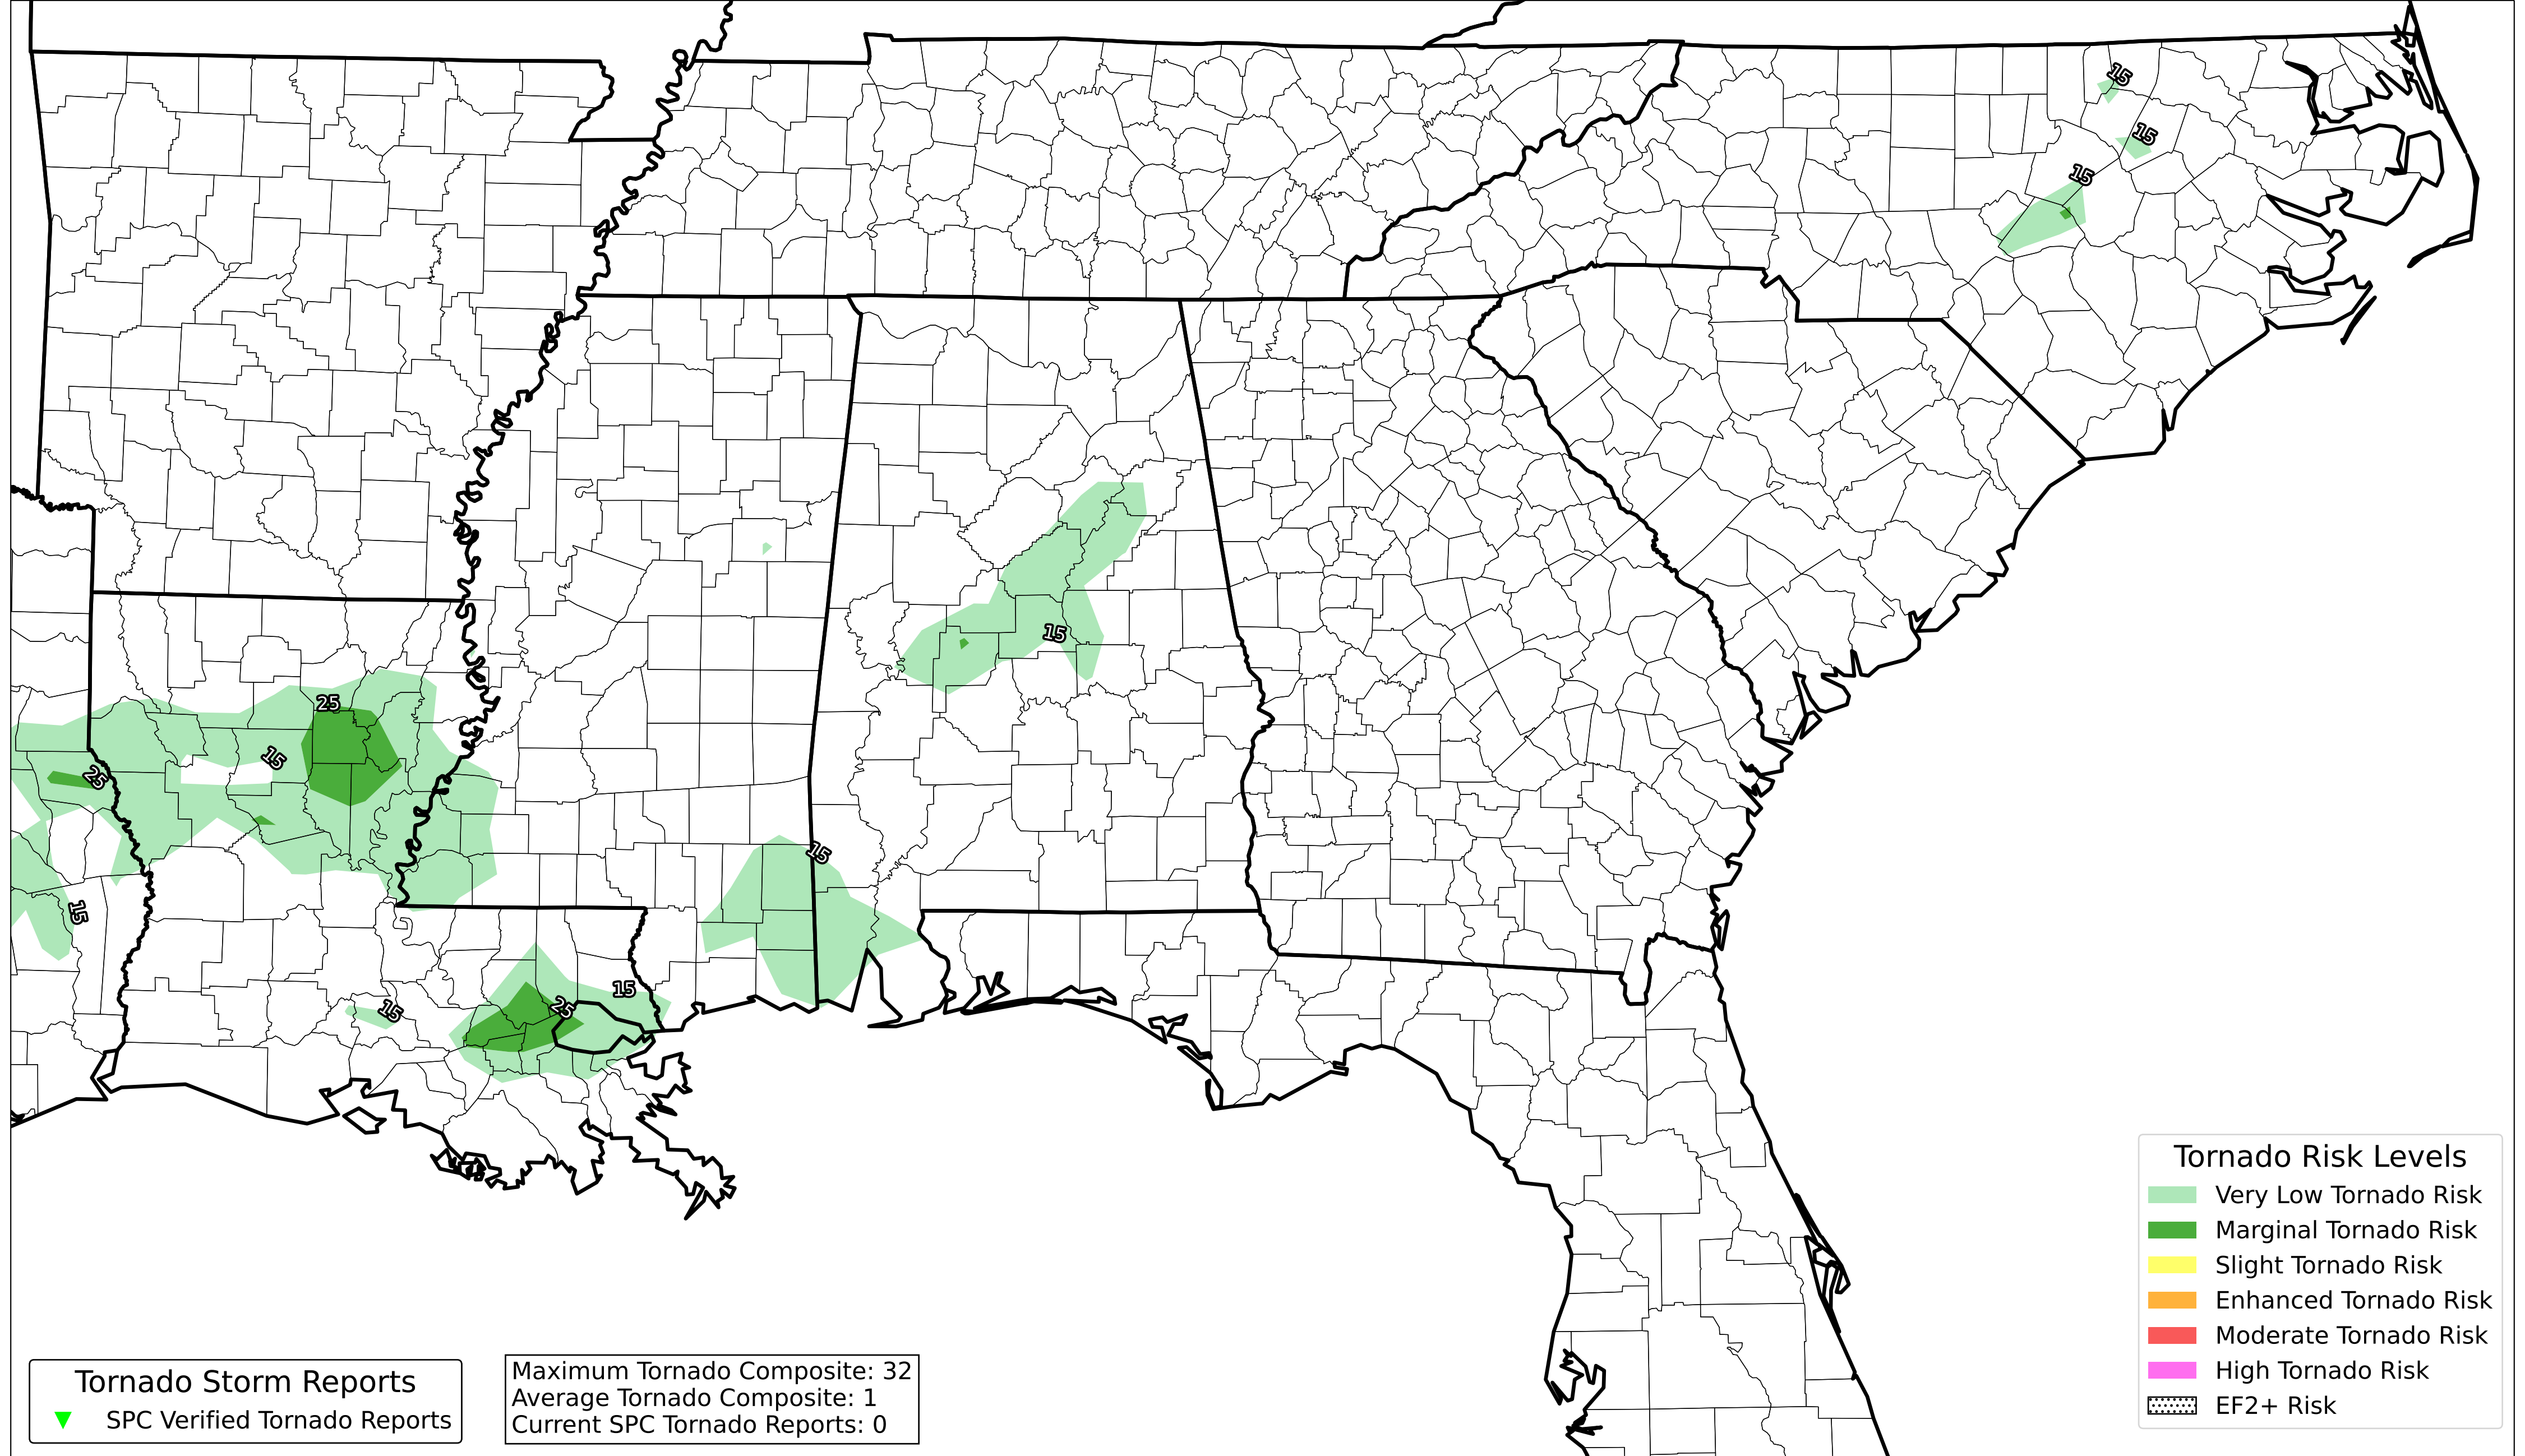 15
15
15
15
25
15
25
15
15
15
25
15
Tornado Risk Levels
Very Low Tornado Risk
Marginal Tornado Risk
Slight Tornado Risk
Enhanced Tornado Risk
Moderate Tornado Risk
High Tornado Risk
EF2+ Risk
Tornado Storm Reports
SPC Verified Tornado Reports
Maximum Tornado Composite: 32
Average Tornado Composite: 1
Current SPC Tornado Reports: 0